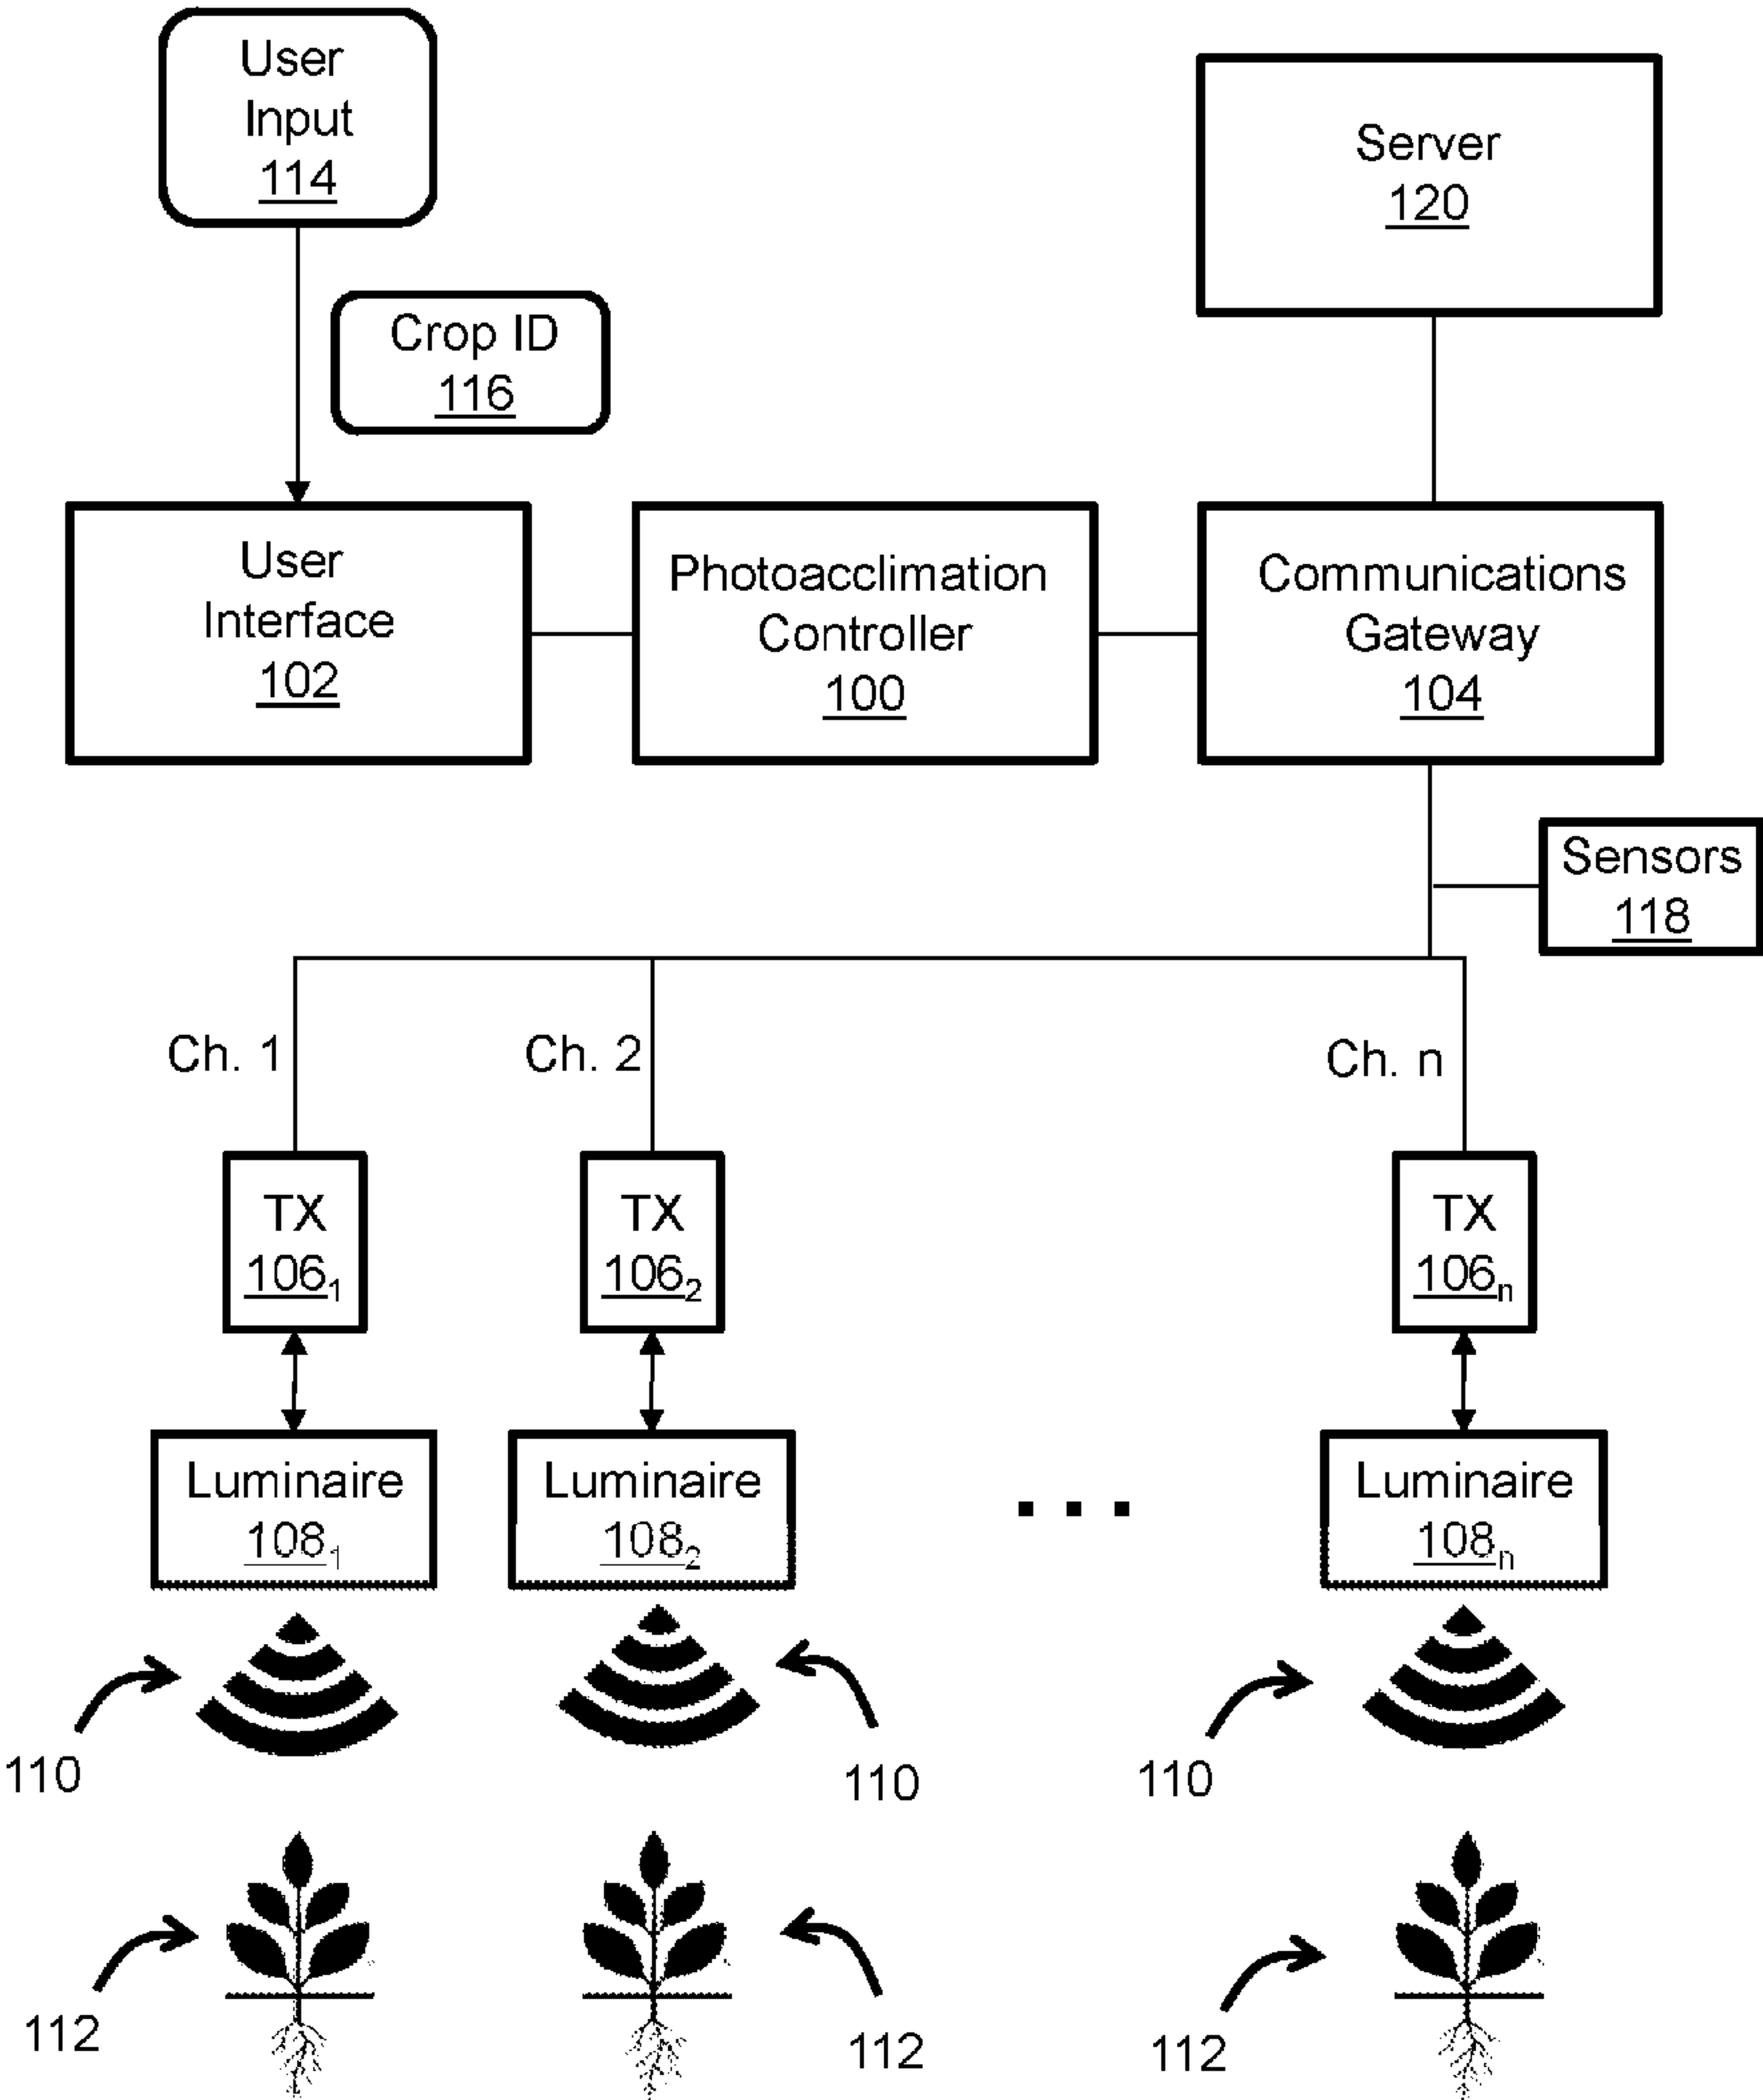 User
Input
114
Server
120
Crop ID
116
User
Interface
102
Photoacclimation
Controller
100
Communications
Gateway
104
Sensors
118
Ch. 1
Ch. 2
Ch. n
TX
106₁
TX
106₂
TX
106ₙ
Luminaire
108₁
Luminaire
108₂
Luminaire
108ₙ
110
110
110
112
112
112